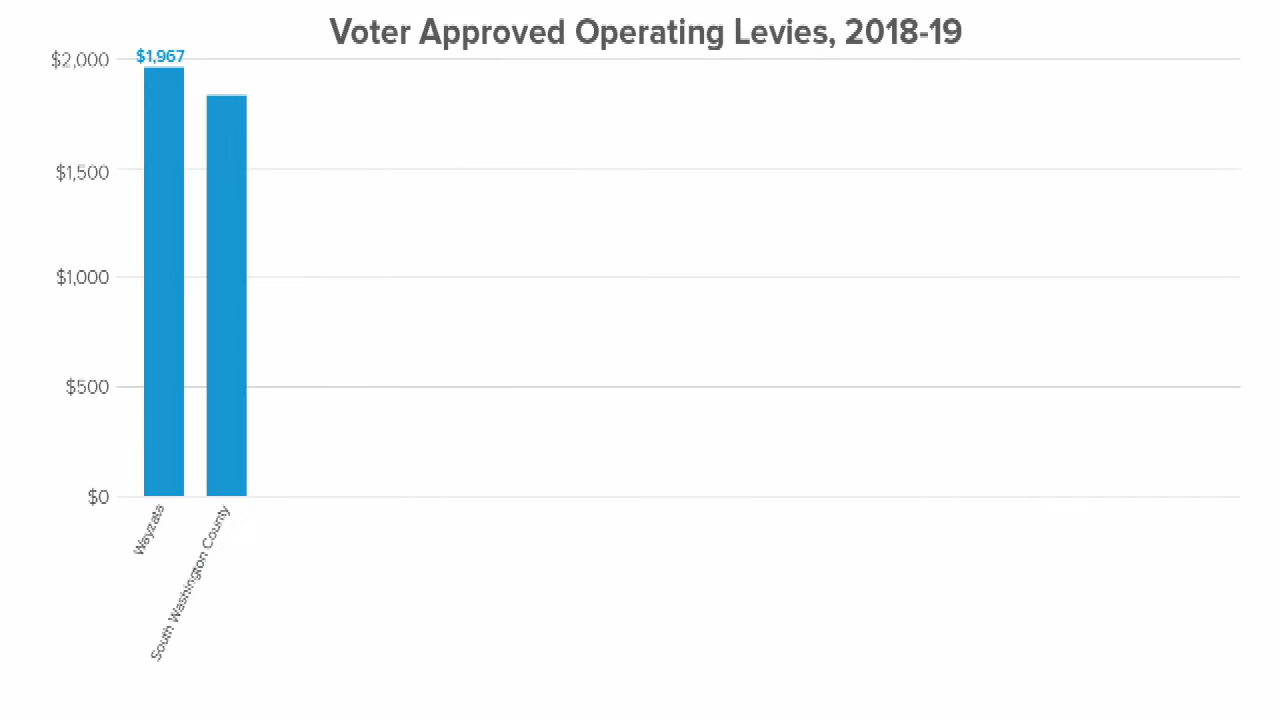 Voter Approved Operating Levies, 2018-19
$2,000
$1,967
$1,500
$1,000
$500
$0
Wayzata
South Washington County